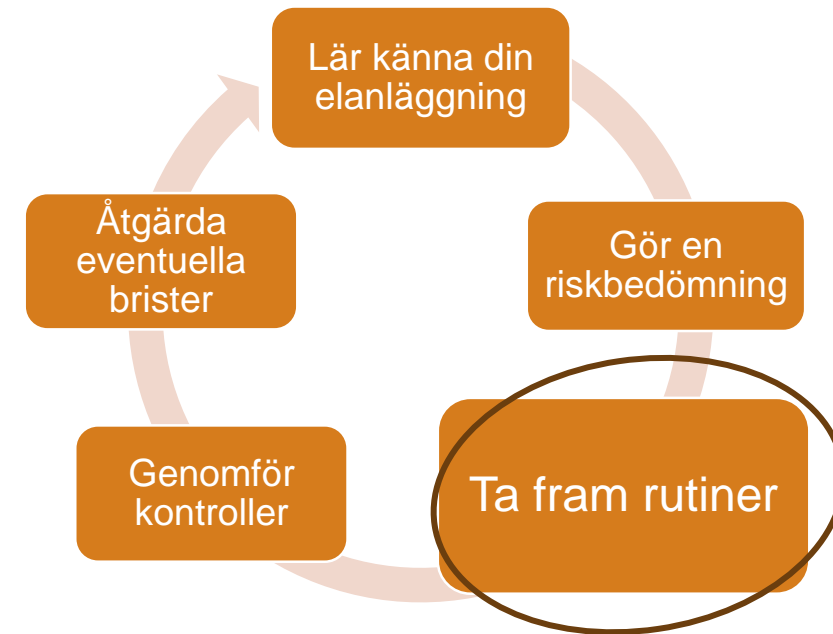 Lär känna din
elanläggning
Gör en
riskbedömning
Ta fram rutiner
Genomför
kontroller
Åtgärda
eventuella
brister